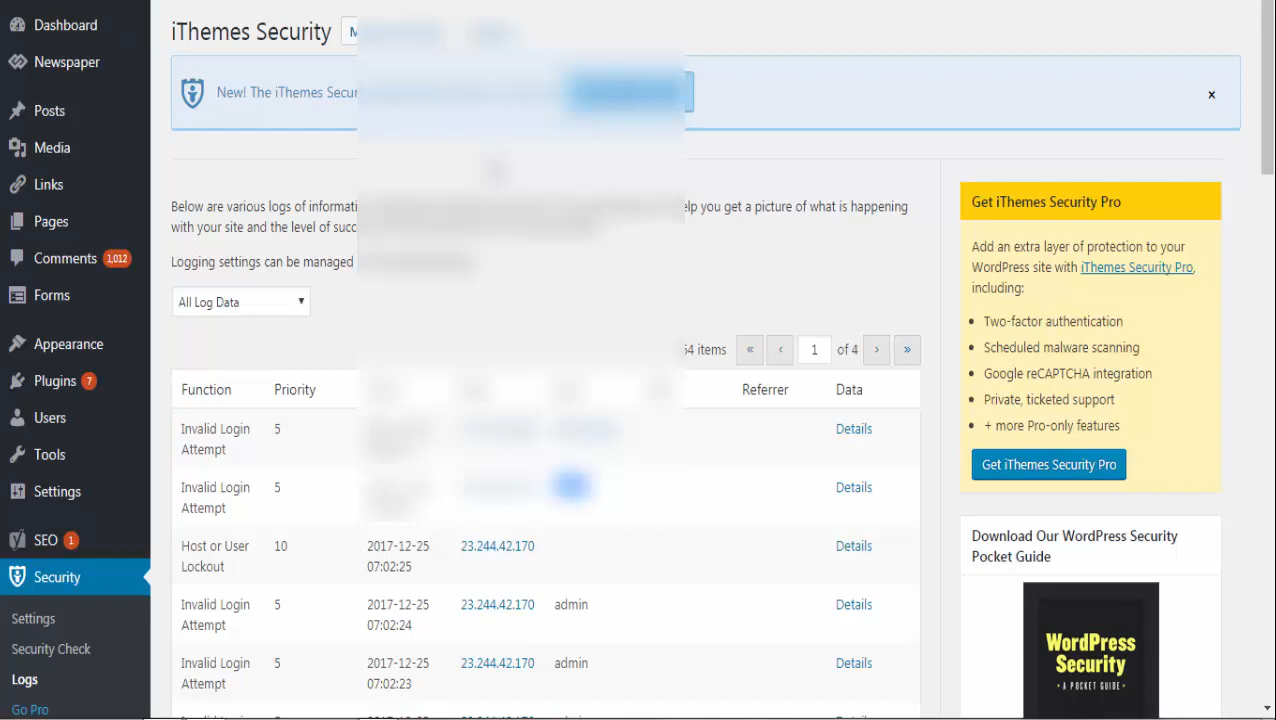 Dashboard
Newspaper
Posts
Media
Links
Pages
Comments 1,012
Forms
Appearance
Plugins 7
Users
Tools
Settings
SEO 1
Security
Settings
Security Check
Logs
Go Pro
iThemes Security
New! The iThemes
Below are various logs of help you get a picture of what is happening
with your site and the level of
Logging settings can be managed
All Log Data
items « ‹ 1 of 4 › »
Function Priority Referrer Data
Invalid Login 5 Details
Attempt
Invalid Login 5 Details
Attempt
Host or User 10 2017-12-25 23.244.42.170 Details
Lockout 07:02:25
Invalid Login 5 2017-12-25 23.244.42.170 admin Details
Attempt 07:02:24
Invalid Login 5 2017-12-25 23.244.42.170 admin Details
Attempt 07:02:23
Get iThemes Security Pro
Add an extra layer of protection to your
WordPress site with iThemes Security Pro,
including:
• Two-factor authentication
• Scheduled malware scanning
• Google reCAPTCHA integration
• Private, ticketed support
• + more Pro-only features
Get iThemes Security Pro
Download Our WordPress Security
Pocket Guide
WordPress
Security
• A POCKET GUIDE •